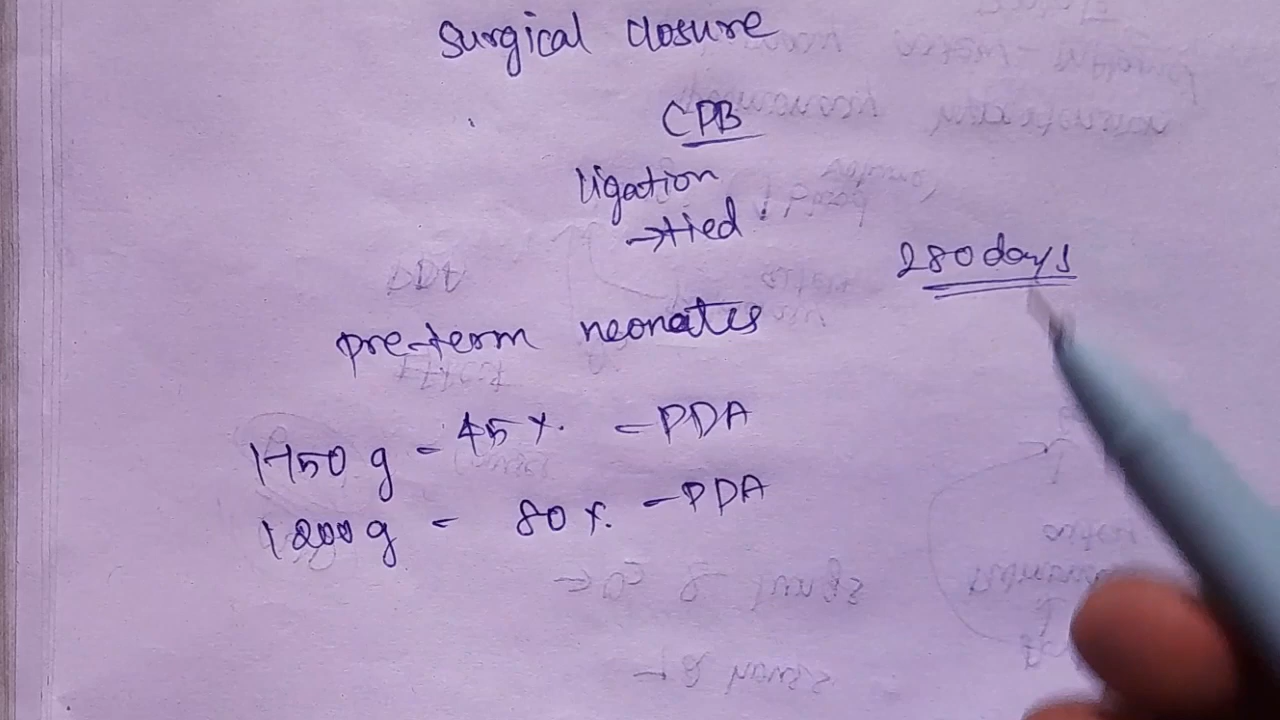 surgical closure
CPB
ligation
→tied
280 days
pre-term neonates
1750 g - 45 %. - PDA
1200 g - 80 %. - PDA